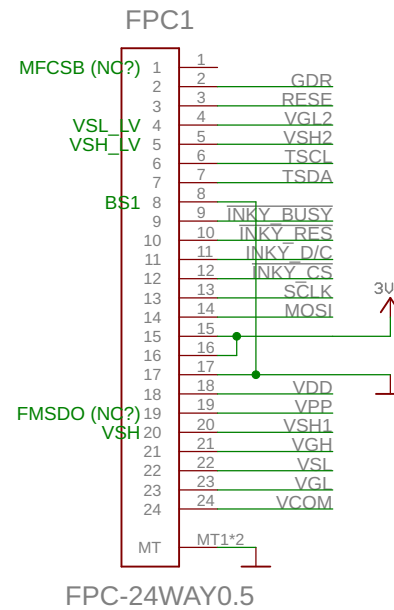 FPC1
MFCSB (NC?) 1 1
2 2 GDR
3 3 RESE
VSL_LV 4 4 VGL2
VSH_LV 5 5 VSH2
6 6 TSCL
7 7 TSDA
BS1 8 8
9 9 INKY_BUSY
10 10 INKY_RES
11 11 INKY_D/C
12 12 INKY_CS
13 13 SCLK
14 14 MOSI
3V
15 15
16 16
17 17
18 18 VDD
FMSDO (NC?) 19 19 VPP
VSH 20 20 VSH1
21 21 VGH
22 22 VSL
23 23 VGL
24 24 VCOM
MT MT1*2
FPC-24WAY0.5